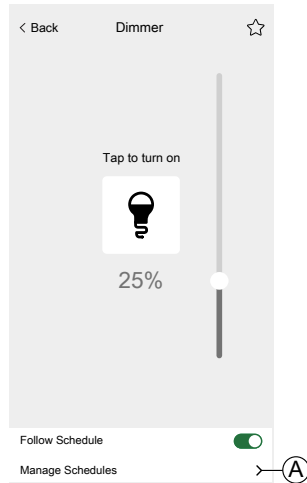 < Back Dimmer
Tap to turn on
25%
Follow Schedule
Manage Schedules > A